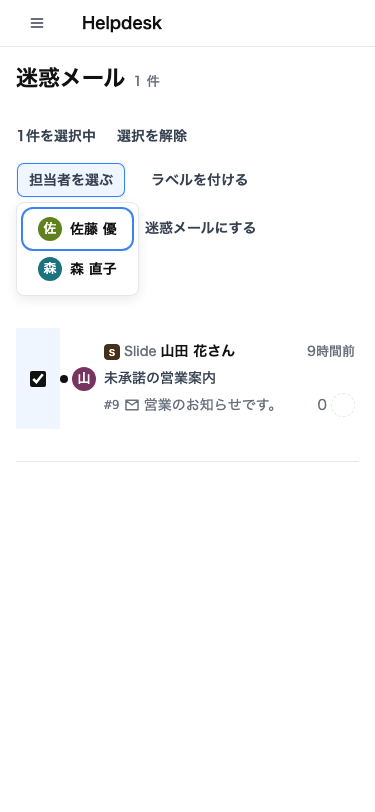 Helpdesk
迷惑メール 1 件
1件を選択中 選択を解除
担当者を選ぶ ラベルを付ける
佐 佐藤 優 迷惑メールにする
森 森 直子
S Slide 山田 花さん 9時間前
山 未承諾の営業案内
#9 営業のお知らせです。 0